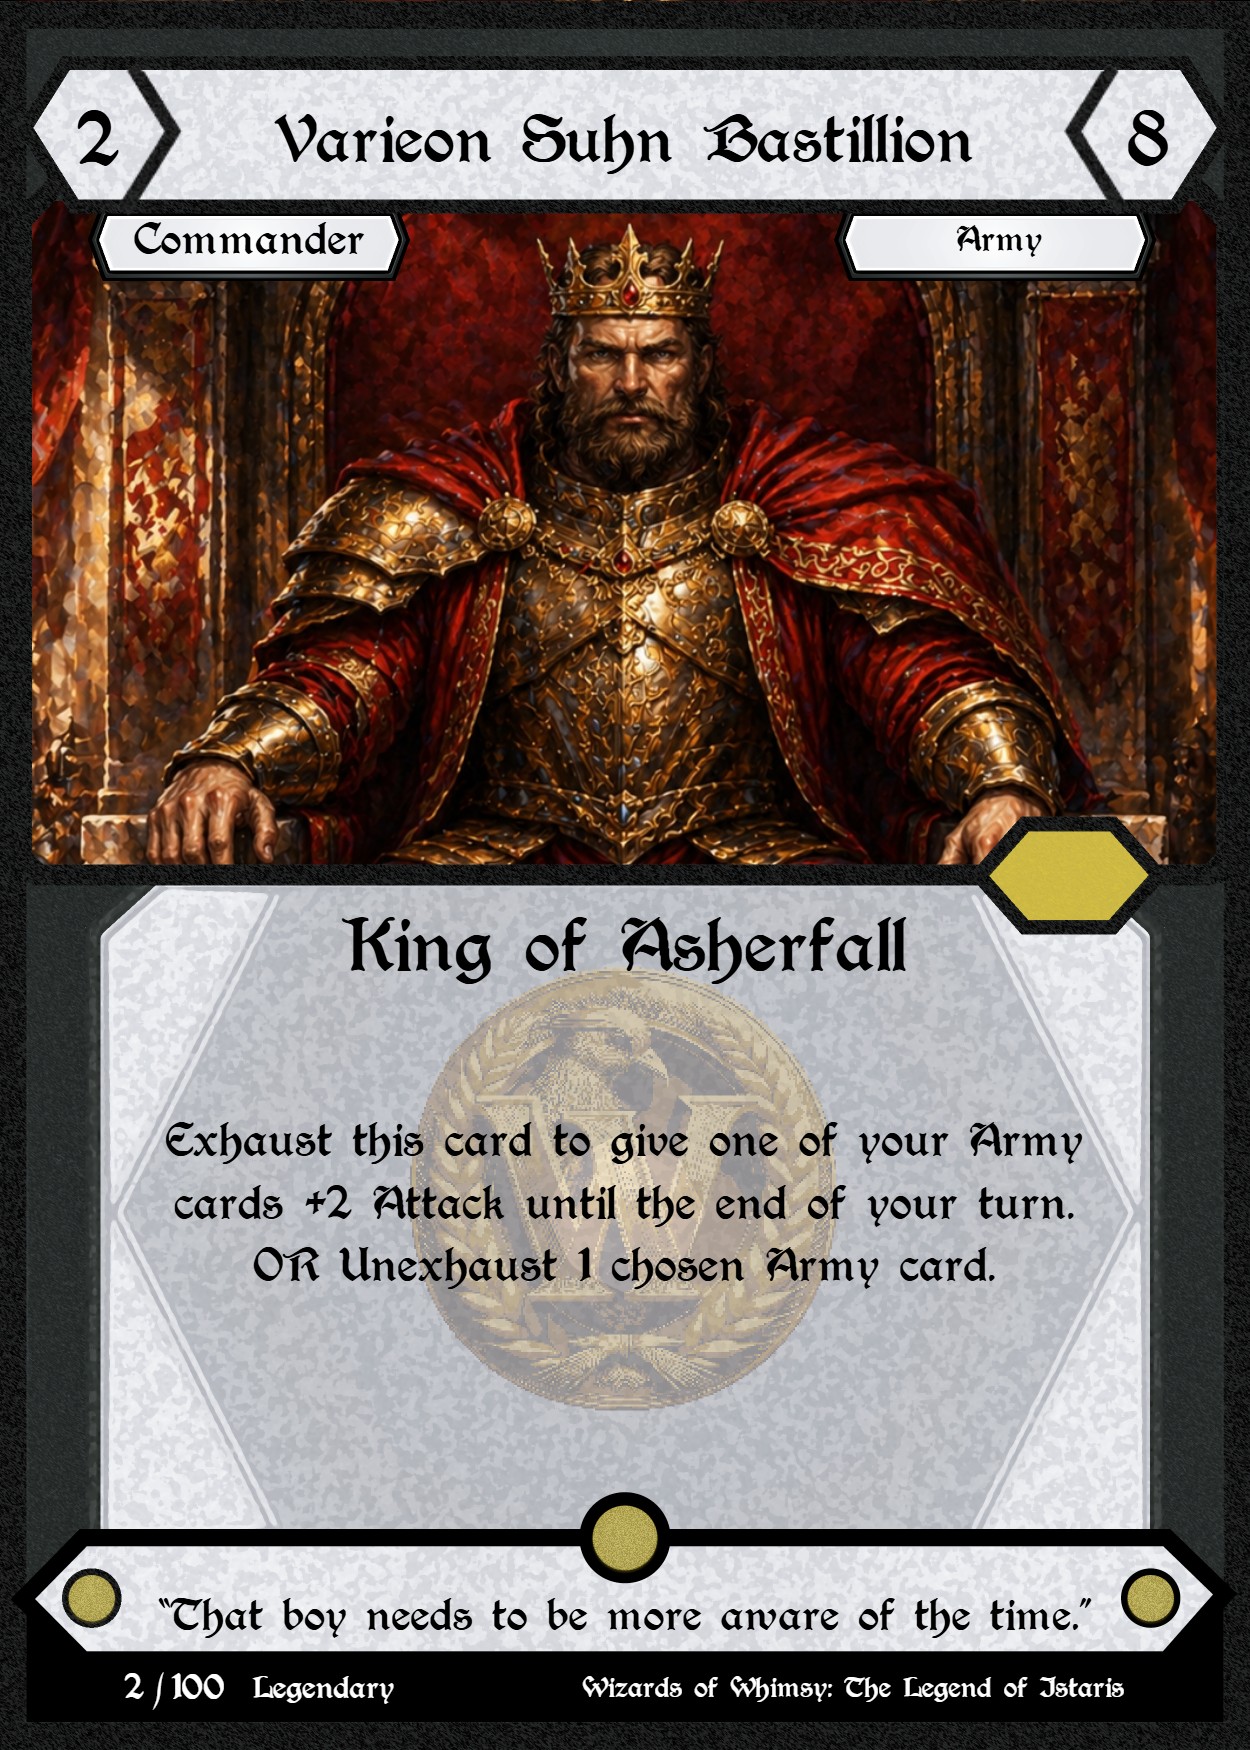 2
Varieon Suhn Bastillion
8
Commander
Army
King of Asherfall
W
Exhaust this card to give one of your Army
cards +2 Attack until the end of your turn.
OR Unexhaust 1 chosen Army card.
"That boy needs to be more aware of the time."
2/100 Legendary
Wizards of Whimsy: The Legend of Istaris